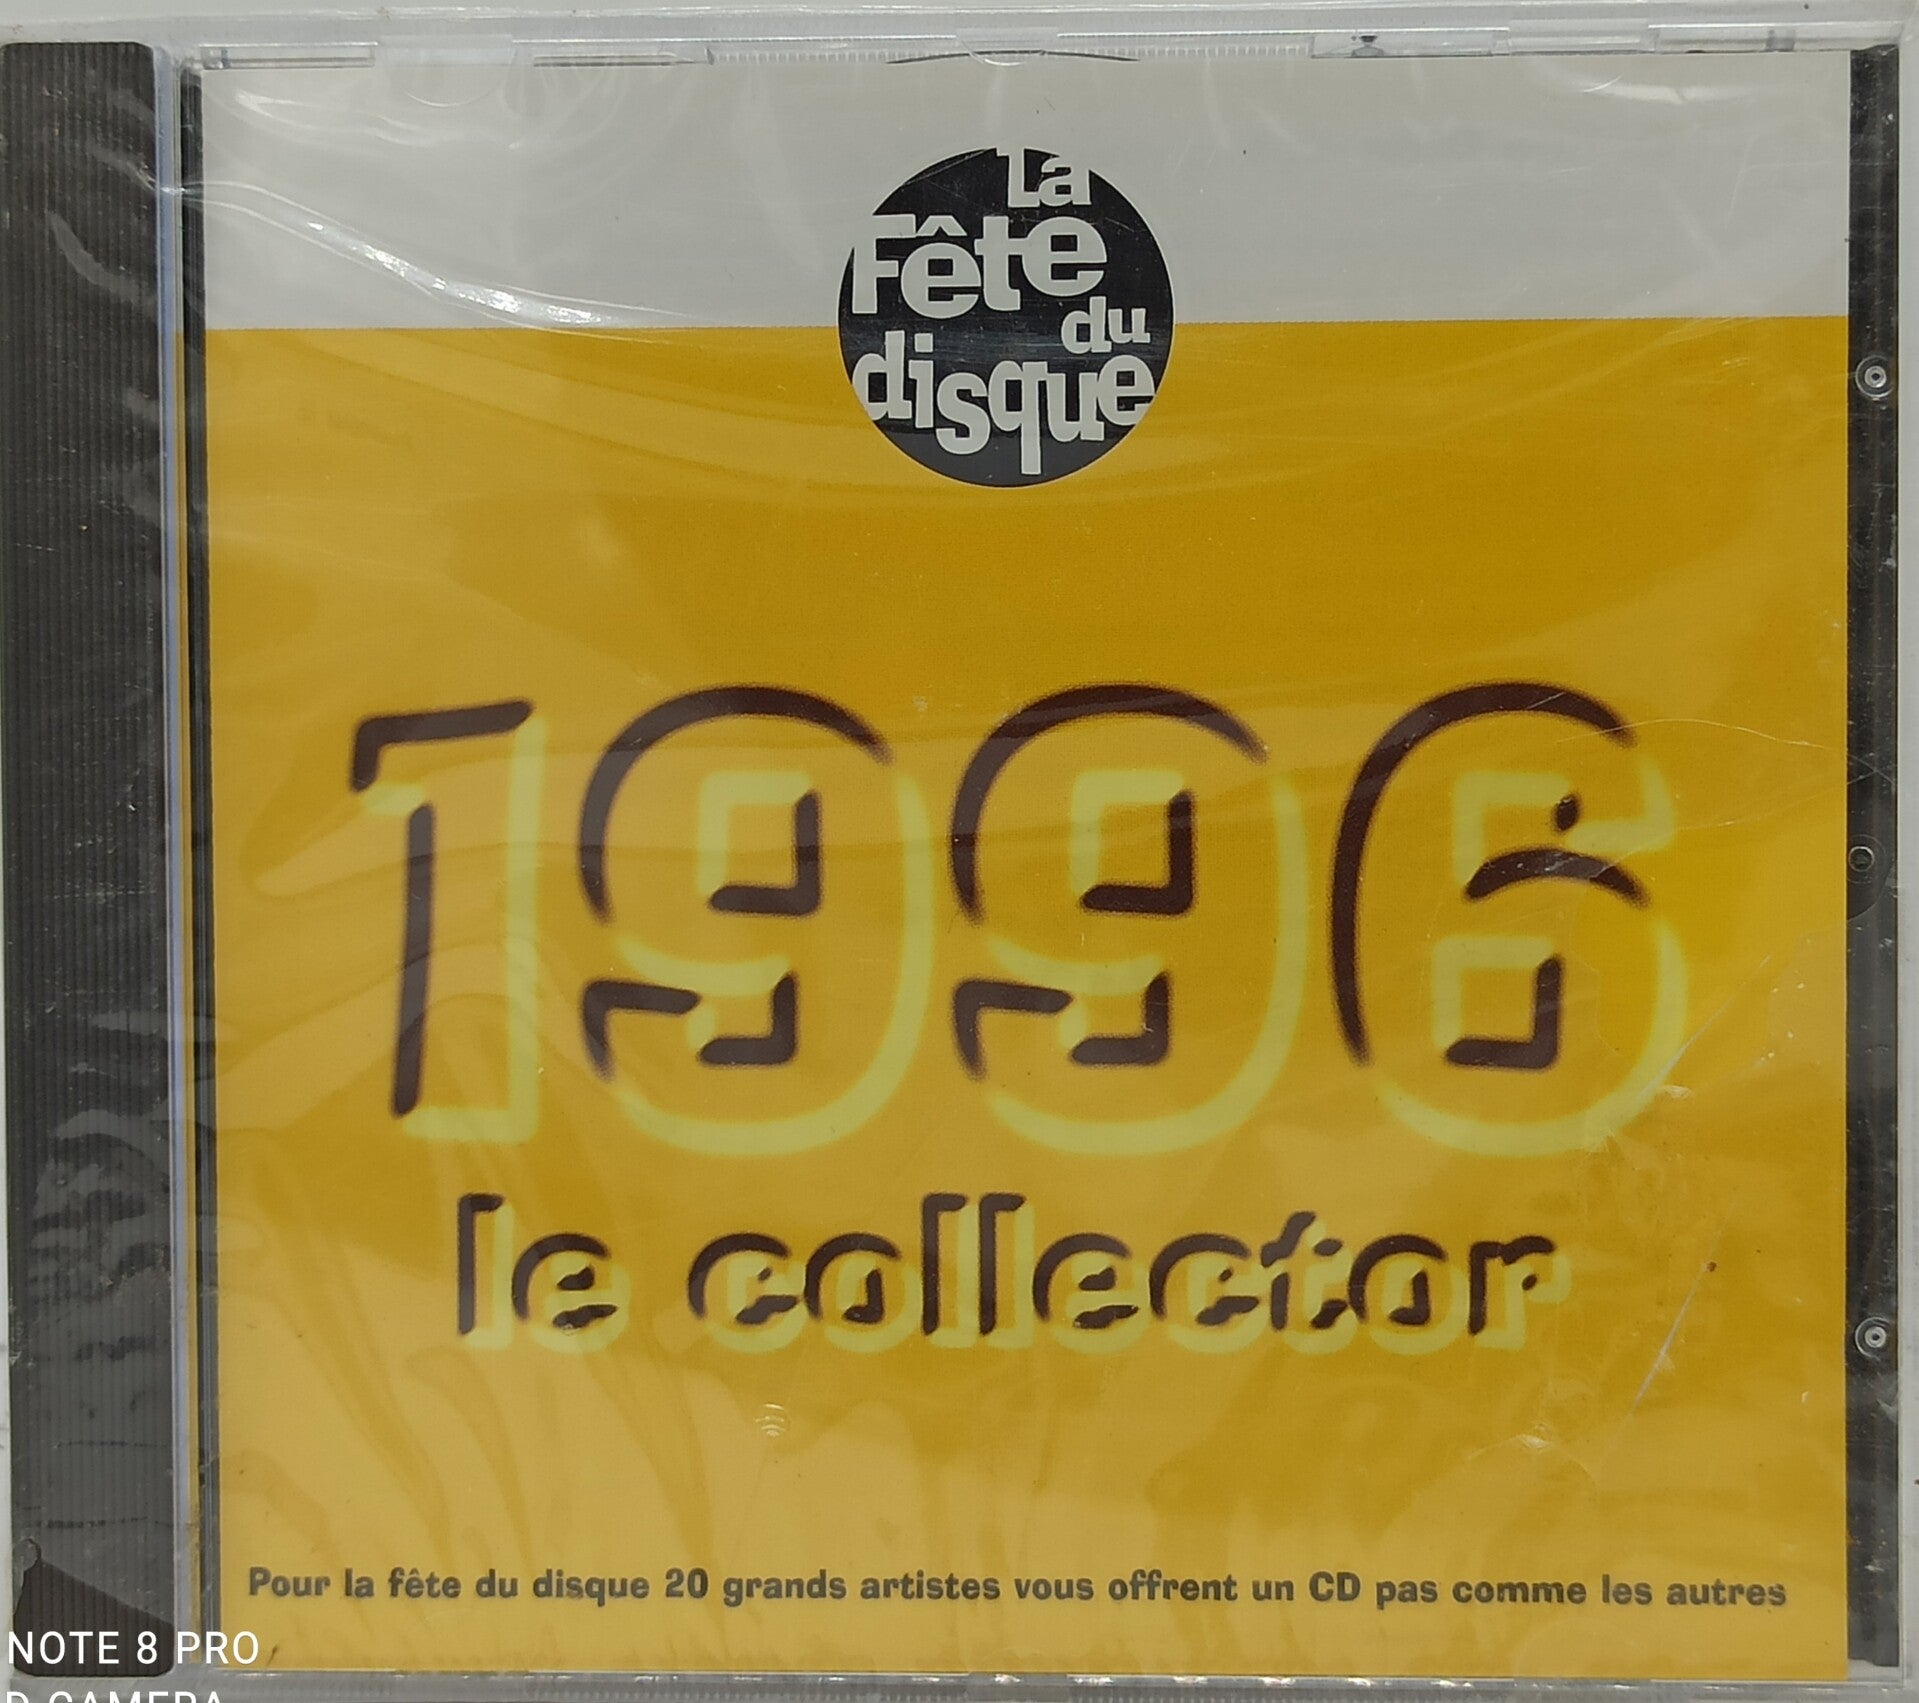 La
Fête
du
disque
1996
le collector
Pour la fête du disque 20 grands artistes vous offrent un CD pas comme les autres
NOTE 8 PRO
D CAMERA